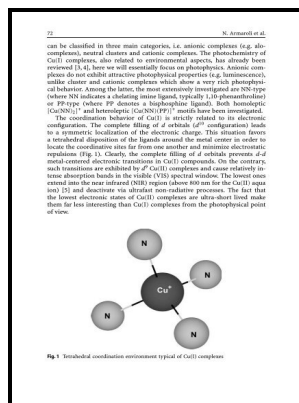 72 N. Armaroli et al.
can be classified in three main categories, i.e. anionic complexes (e.g. alo-
complexes), neutral clusters and cationic complexes. The photochemistry of
Cu(I) complexes, also related to environmental aspects, has already been
reviewed [3, 4], here we will essentially focus on photophysics. Anionic com-
plexes do not exhibit attractive photophysical properties (e.g. luminescence),
unlike cluster and cationic complexes which show a very rich photophysi-
cal behavior. Among the latter, the most extensively investigated are NN-type
(where NN indicates a chelating imine ligand, typically 1,10-phenanthroline)
or PP-type (where PP denotes a bisphosphine ligand). Both homoleptic
[Cu(NN)₂]⁺ and heteroleptic [Cu(NN)(PP)]⁺ motifs have been investigated.
The coordination behavior of Cu(I) is strictly related to its electronic
configuration. The complete filling of d orbitals (d¹⁰ configuration) leads
to a symmetric localization of the electronic charge. This situation favors
a tetrahedral disposition of the ligands around the metal center in order to
locate the coordinative sites far from one another and minimize electrostatic
repulsions (Fig. 1). Clearly, the complete filling of d orbitals prevents d-d
metal-centered electronic transitions in Cu(I) compounds. On the contrary,
such transitions are exhibited by d⁹ Cu(II) complexes and cause relatively in-
tense absorption bands in the visible (VIS) spectral window. The lowest ones
extend into the near infrared (NIR) region (above 800 nm for the Cu(II) aqua
ion) [5] and deactivate via ultrafast non-radiative processes. The fact that
the lowest electronic states of Cu(II) complexes are ultra-short lived make
them far less interesting than Cu(I) complexes from the photophysical point
of view.
N
N
Cu⁺
N
N
Fig. 1 Tetrahedral coordination environment typical of Cu(I) complexes